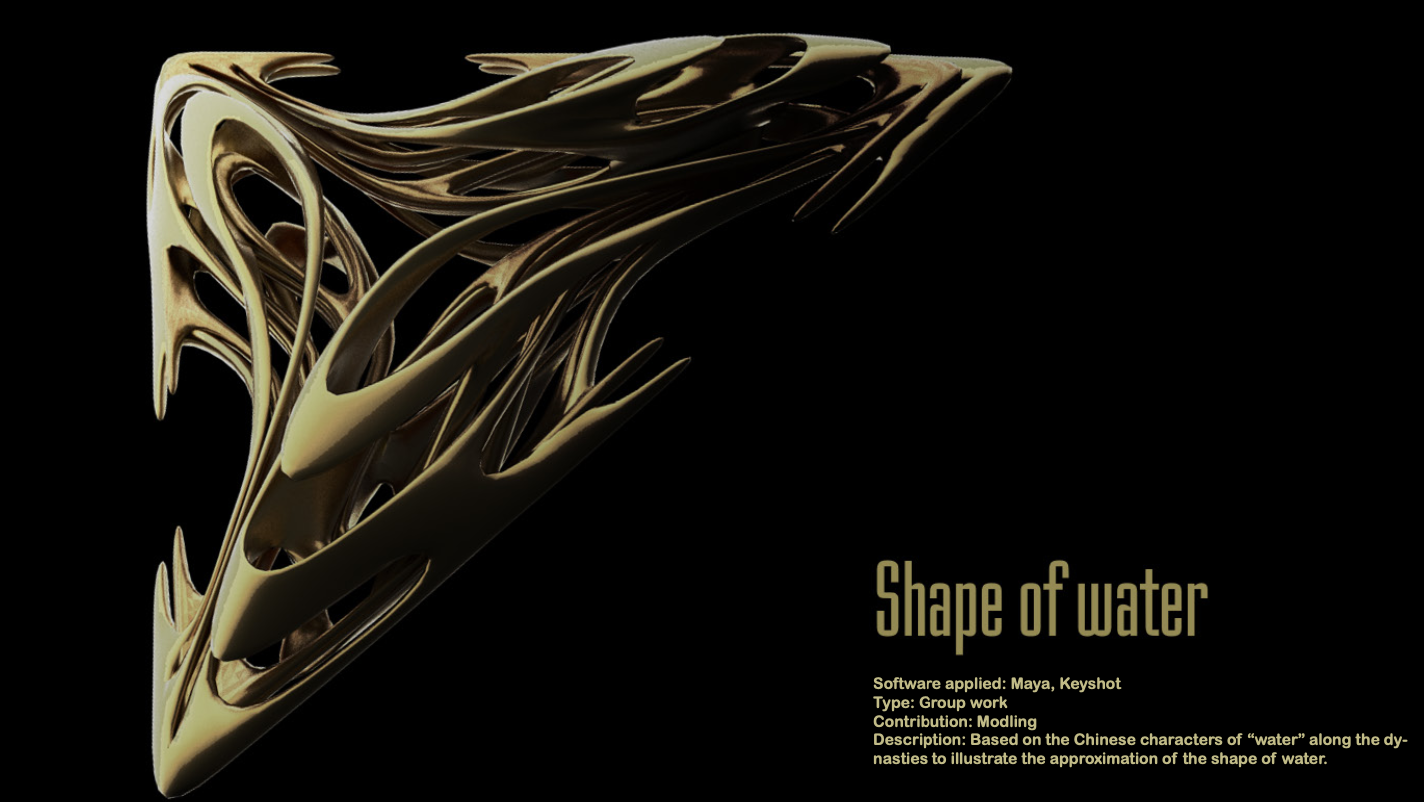 Shape of water
Software applied: Maya, Keyshot
Type: Group work
Contribution: Modling
Description: Based on the Chinese characters of “water” along the dy-
nasties to illustrate the approximation of the shape of water.